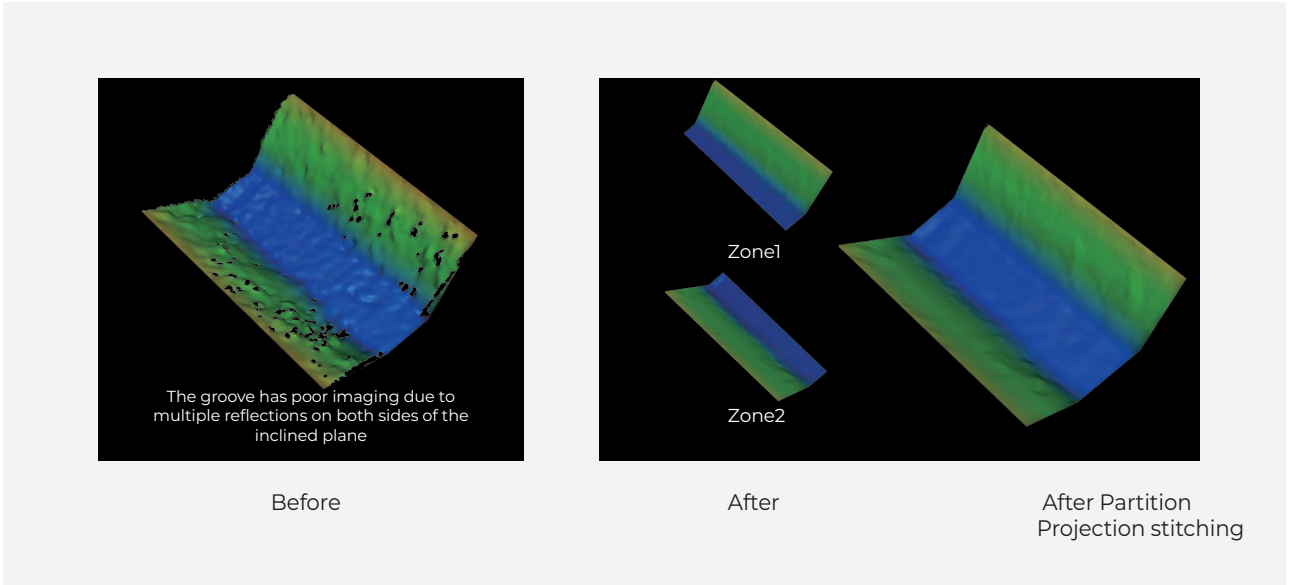 The groove has poor imaging due to
multiple reflections on both sides of the
inclined plane
Before
Zone1
Zone2
After
After Partition
Projection stitching